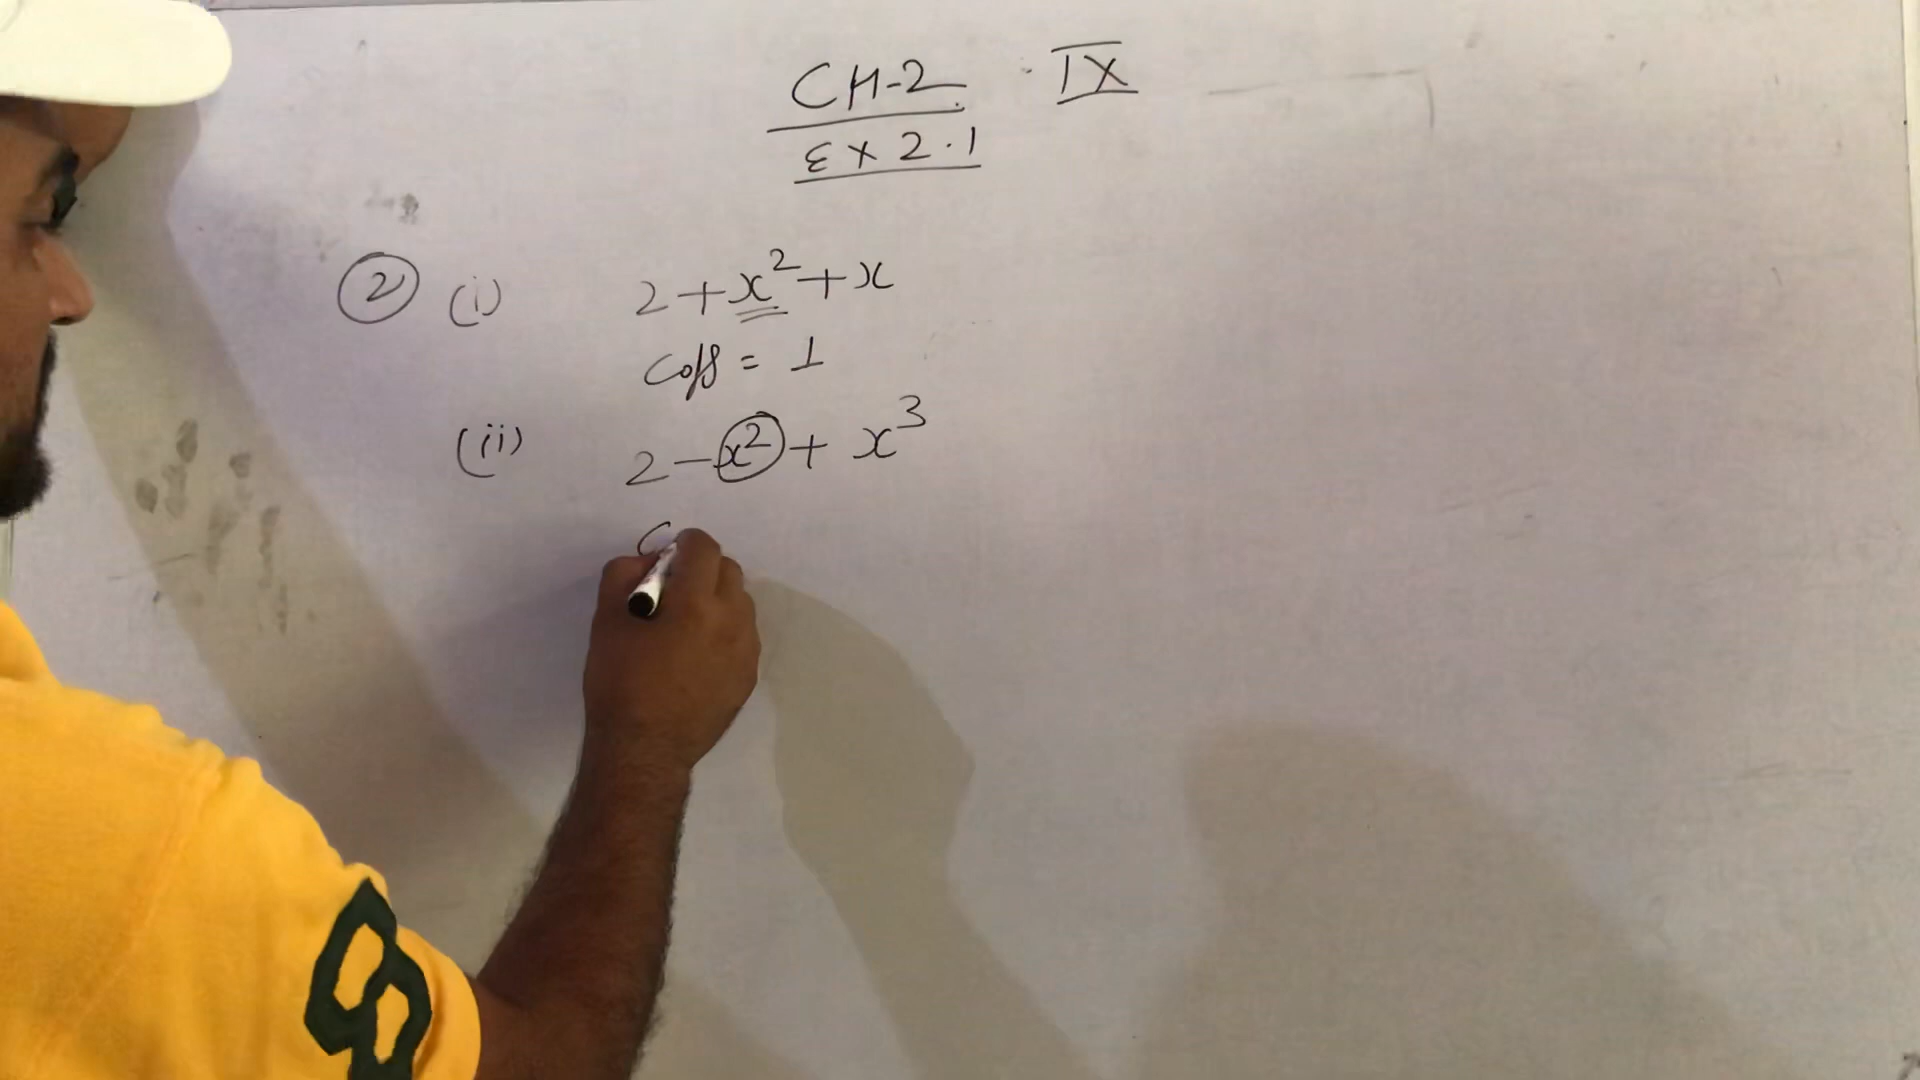 CH-2 IX
Ex 2.1
② (i) 2+x²+x
Coff = 1
(ii) 2-x²+x³
C